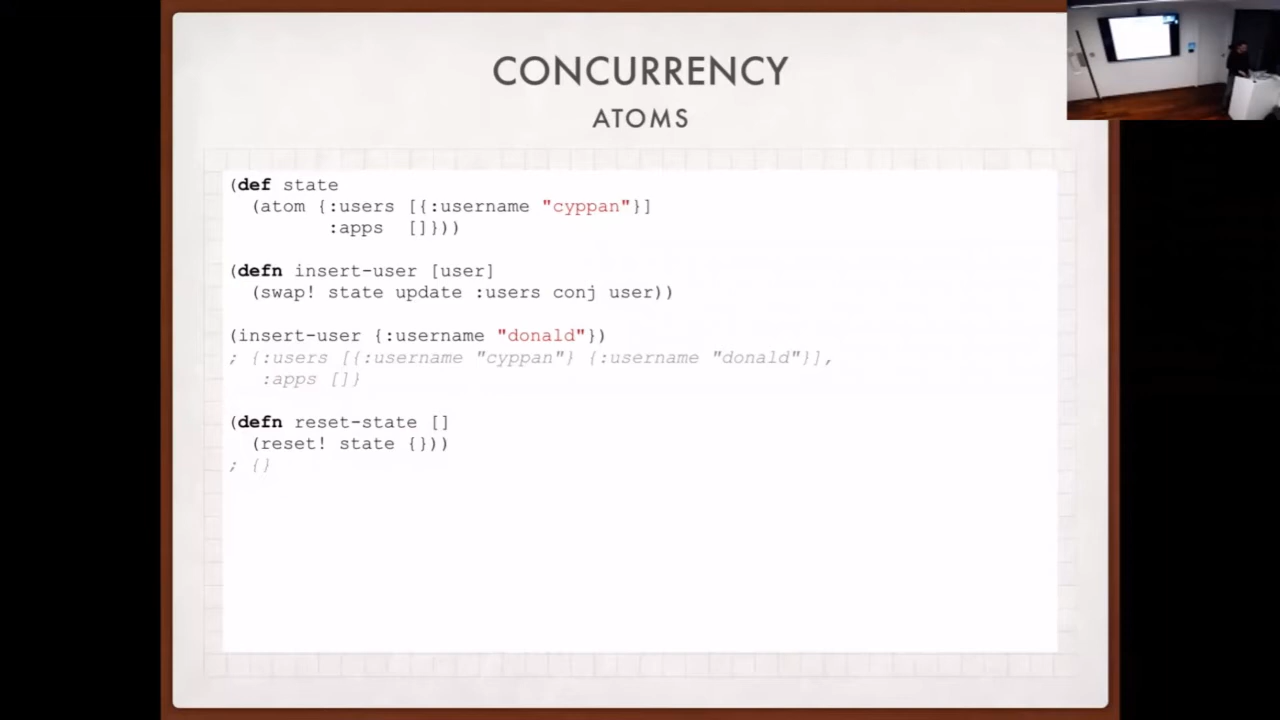 CONCURRENCY
ATOMS
(def state
  (atom {:users [{:username "cyppan"}]
         :apps  []}))
(defn insert-user [user]
  (swap! state update :users conj user))
(insert-user {:username "donald"})
; {:users [{:username "cyppan"} {:username "donald"}],
   :apps []}
(defn reset-state []
  (reset! state {}))
; {}